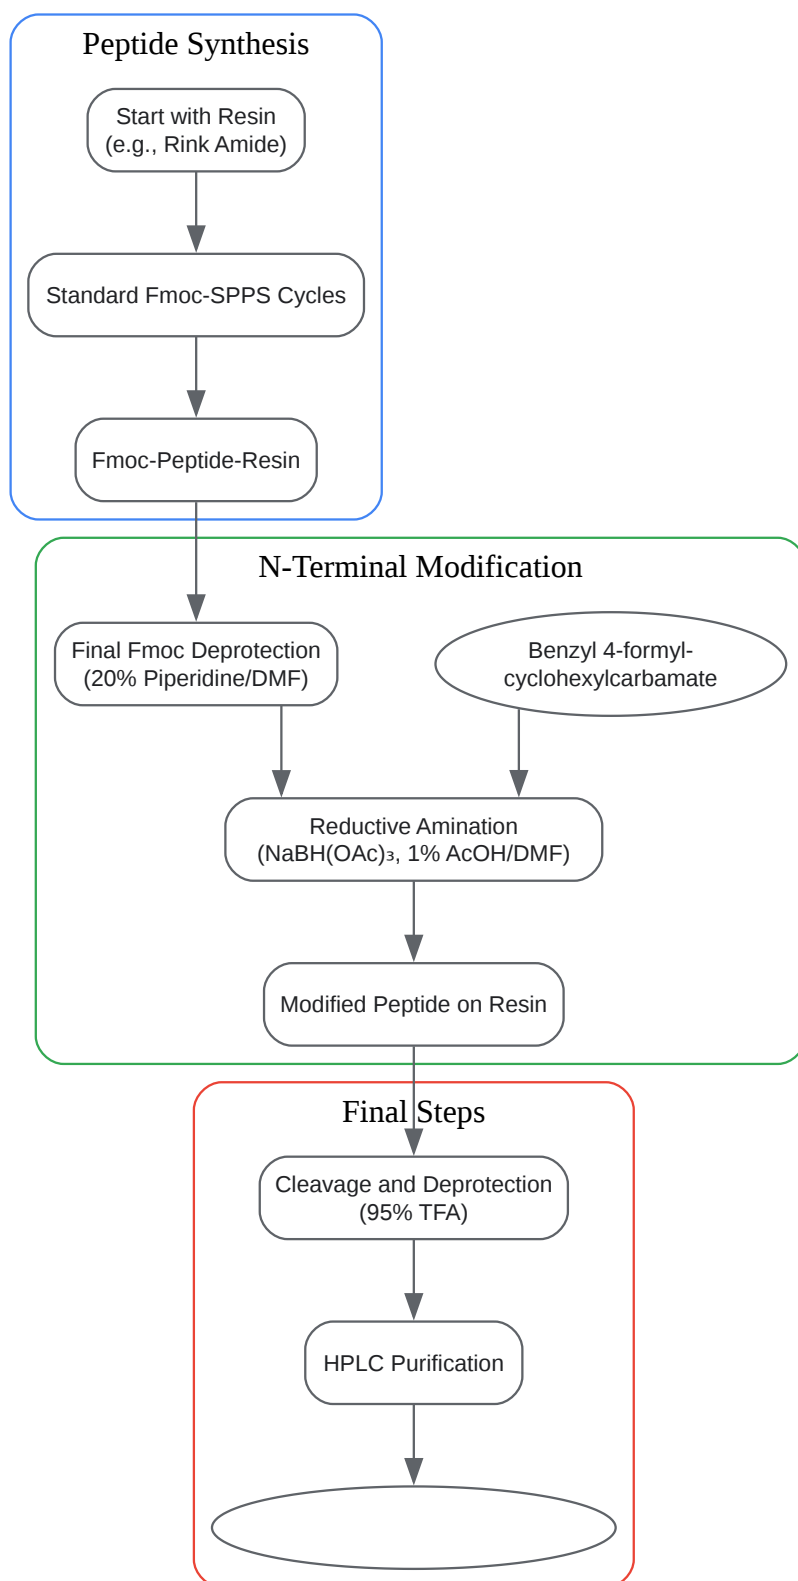 Peptide Synthesis
Start with Resin
(e.g., Rink Amide)
Standard Fmoc-SPPS Cycles
Fmoc-Peptide-Resin
N-Terminal Modification
Final Fmoc Deprotection
(20% Piperidine/DMF)
Benzyl 4-formyl-
cyclohexylcarbamate
Reductive Amination
(NaBH(OAc)₃, 1% AcOH/DMF)
Modified Peptide on Resin
Final Steps
Cleavage and Deprotection
(95% TFA)
HPLC Purification